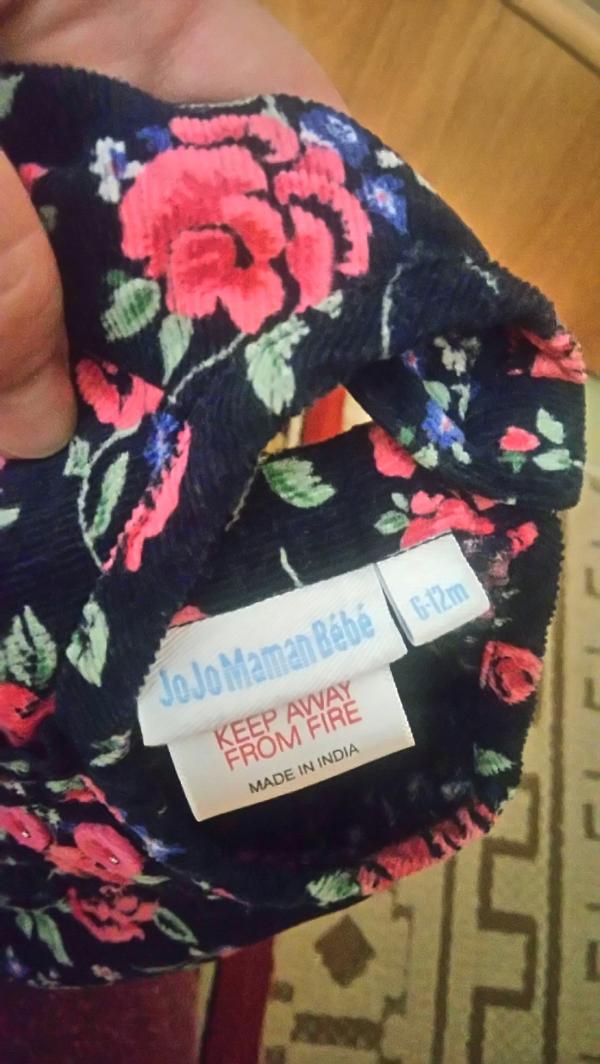 JoJo Maman Bébé
6-12m
KEEP AWAY
FROM FIRE
MADE IN INDIA